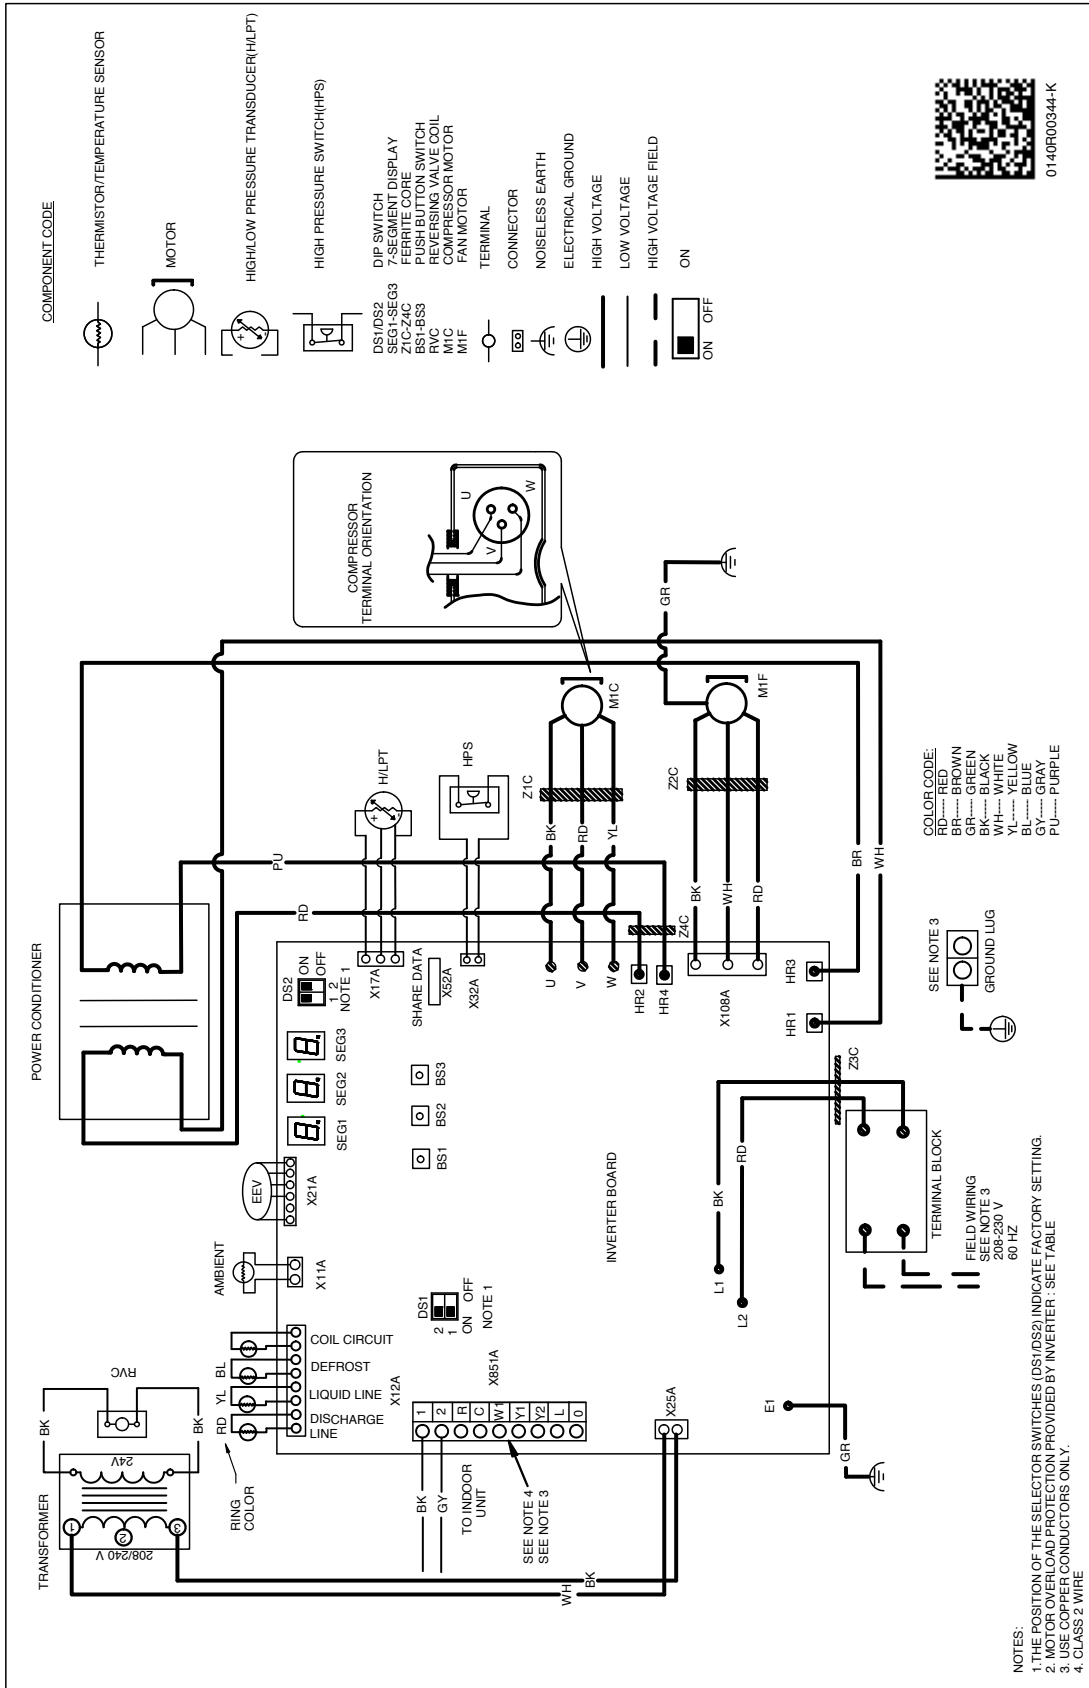 COMPONENT CODE
THERMISTOR/TEMPERATURE SENSOR
MOTOR
HIGH/LOW PRESSURE TRANSDUCER(H/LPT)
HIGH PRESSURE SWITCH(HPS)
DS1/DS2 DIP SWITCH
SEG1-SEG3 7-SEGMENT DISPLAY
Z1C-Z4C FERRITE CORE
BS1-BS3 PUSH BUTTON SWITCH
RVC REVERSING VALVE COIL
M1C COMPRESSOR MOTOR
M1F FAN MOTOR
TERMINAL
CONNECTOR
NOISELESS EARTH
ELECTRICAL GROUND
HIGH VOLTAGE
LOW VOLTAGE
HIGH VOLTAGE FIELD
ON
ON OFF
0140R00344-K
TRANSFORMER
208/240 V
24V
1
2
3
BK
BK
RVC
WH
BK
RING
COLOR
RD
YL
BL
COIL CIRCUIT
DEFROST
LIQUID LINE
DISCHARGE
LINE
X12A
AMBIENT
X11A
EEV
X21A
POWER CONDITIONER
SEG1
SEG2
SEG3
8.
8.
8.
DS2
ON
OFF
1 2
NOTE 1
X17A
H/LPT
SHARE DATA
X52A
X32A
HPS
PU
RD
BS1
BS2
BS3
DS1
2
1
ON OFF
NOTE 1
X851A
1
2
R
C
W1
Y1
Y2
L
0
BK
GY
TO INDOOR
UNIT
SEE NOTE 4
SEE NOTE 3
X25A
E1
GR
INVERTER BOARD
U
V
W
BK
RD
YL
Z1C
M1C
COMPRESSOR
TERMINAL ORIENTATION
U
V
W
HR2
HR4
Z4C
X108A
BK
WH
RD
Z2C
M1F
GR
HR1
HR3
BR
WH
L1
L2
BK
RD
Z3C
TERMINAL BLOCK
FIELD WIRING
SEE NOTE 3
208-230 V
60 HZ
SEE NOTE 3
GROUND LUG
COLOR CODE:
RD---- RED
BR---- BROWN
GR---- GREEN
BK---- BLACK
WH---- WHITE
YL---- YELLOW
BL---- BLUE
GY---- GRAY
PU---- PURPLE
NOTES:
1.THE POSITION OF THE SELECTOR SWITCHES (DS1/DS2) INDICATE FACTORY SETTING.
2. MOTOR OVERLOAD PROTECTION PROVIDED BY INVERTER : SEE TABLE
3. USE COPPER CONDUCTORS ONLY.
4. CLASS 2 WIRE